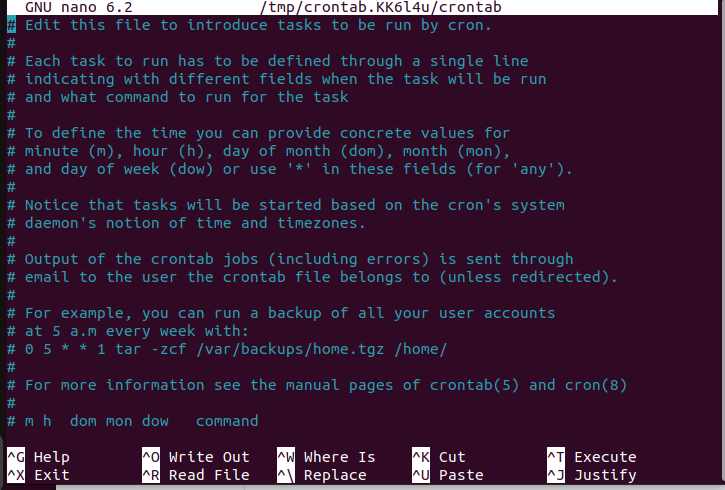 GNU nano 6.2 /tmp/crontab.KK6l4u/crontab
# Edit this file to introduce tasks to be run by cron.
#
# Each task to run has to be defined through a single line
# indicating with different fields when the task will be run
# and what command to run for the task
#
# To define the time you can provide concrete values for
# minute (m), hour (h), day of month (dom), month (mon),
# and day of week (dow) or use '*' in these fields (for 'any').
#
# Notice that tasks will be started based on the cron's system
# daemon's notion of time and timezones.
#
# Output of the crontab jobs (including errors) is sent through
# email to the user the crontab file belongs to (unless redirected).
#
# For example, you can run a backup of all your user accounts
# at 5 a.m every week with:
# 0 5 * * 1 tar -zcf /var/backups/home.tgz /home/
#
# For more information see the manual pages of crontab(5) and cron(8)
#
# m h  dom mon dow   command
^G Help ^O Write Out ^W Where Is ^K Cut ^T Execute
^X Exit ^R Read File ^\ Replace ^U Paste ^J Justify